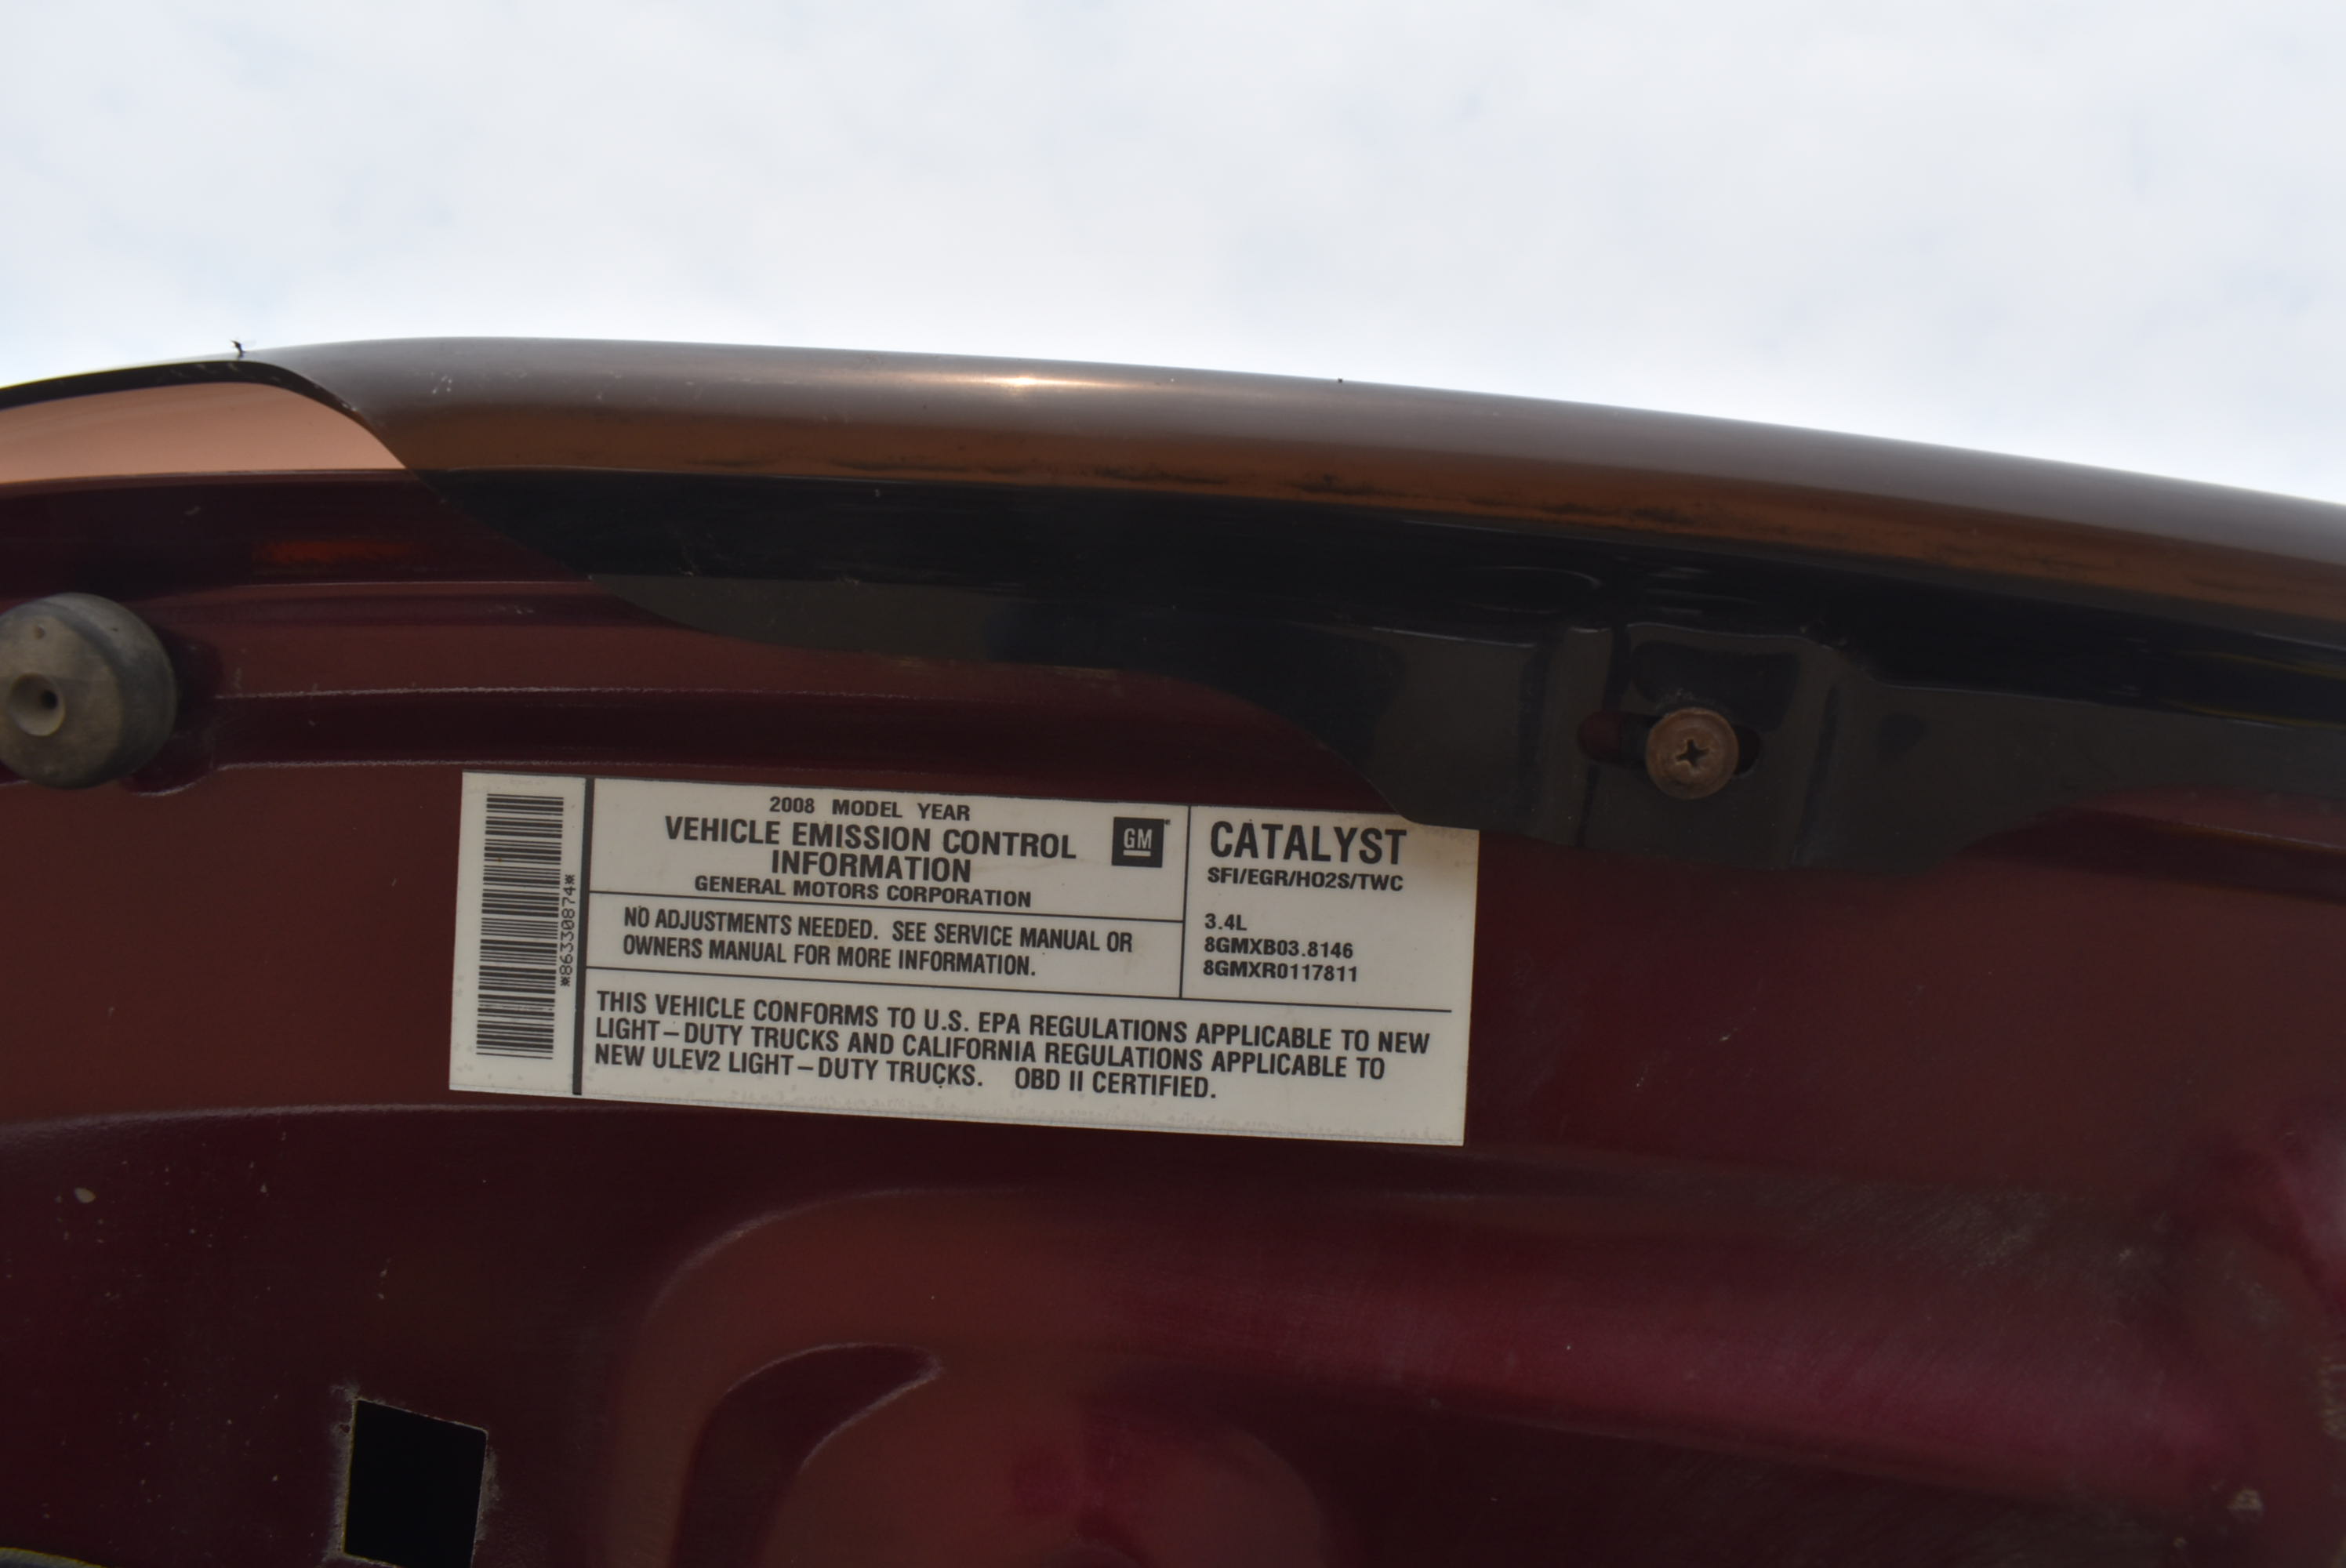 *86330874*
2008 MODEL YEAR
VEHICLE EMISSION CONTROL
INFORMATION
GENERAL MOTORS CORPORATION
GM
NO ADJUSTMENTS NEEDED. SEE SERVICE MANUAL OR
OWNERS MANUAL FOR MORE INFORMATION.
CATALYST
SFI/EGR/HO2S/TWC
3.4L
8GMXB03.8146
8GMXR0117811
THIS VEHICLE CONFORMS TO U.S. EPA REGULATIONS APPLICABLE TO NEW
LIGHT–DUTY TRUCKS AND CALIFORNIA REGULATIONS APPLICABLE TO
NEW ULEV2 LIGHT–DUTY TRUCKS. OBD II CERTIFIED.